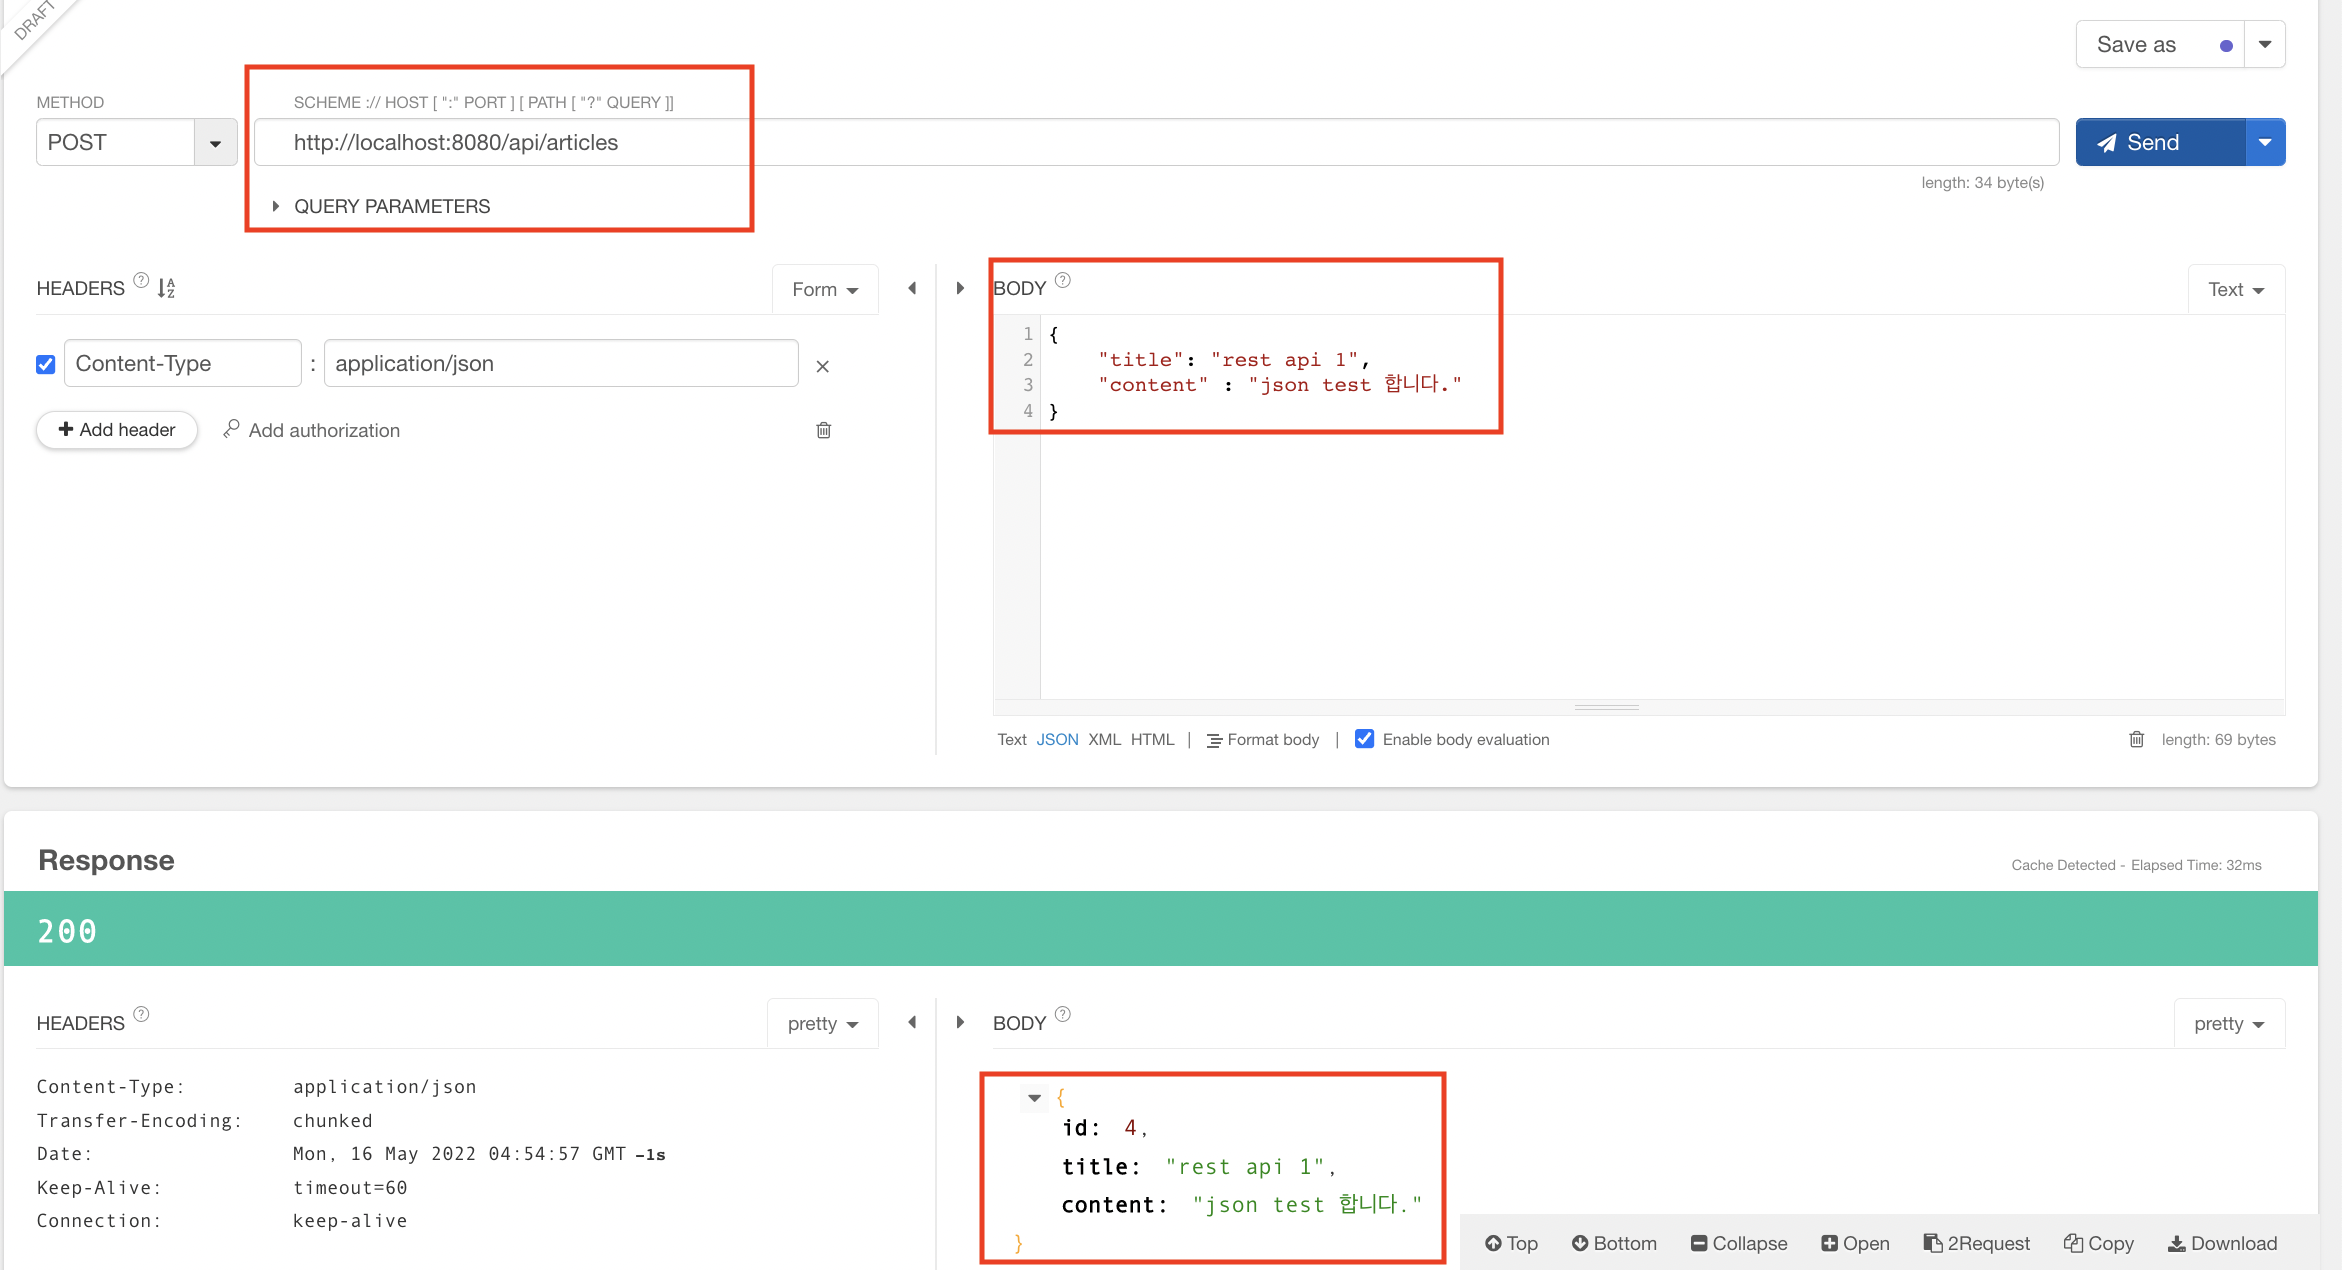 DRAFT
Save as
METHOD
SCHEME :// HOST [ ":" PORT ] [ PATH [ "?" QUERY ]]
POST
http://localhost:8080/api/articles
Send
length: 34 byte(s)
QUERY PARAMETERS
HEADERS ? A Z
Form
BODY ?
Text
Content-Type : application/json
+ Add header
Add authorization
1 {
2 "title": "rest api 1",
3 "content" : "json test 합니다."
4 }
Text JSON XML HTML | Format body | Enable body evaluation
length: 69 bytes
Response
Cache Detected - Elapsed Time: 32ms
200
HEADERS ?
pretty
BODY ?
pretty
Content-Type: application/json
Transfer-Encoding: chunked
Date: Mon, 16 May 2022 04:54:57 GMT -1s
Keep-Alive: timeout=60
Connection: keep-alive
{
id: 4,
title: "rest api 1",
content: "json test 합니다."
}
Top Bottom Collapse Open 2Request Copy Download